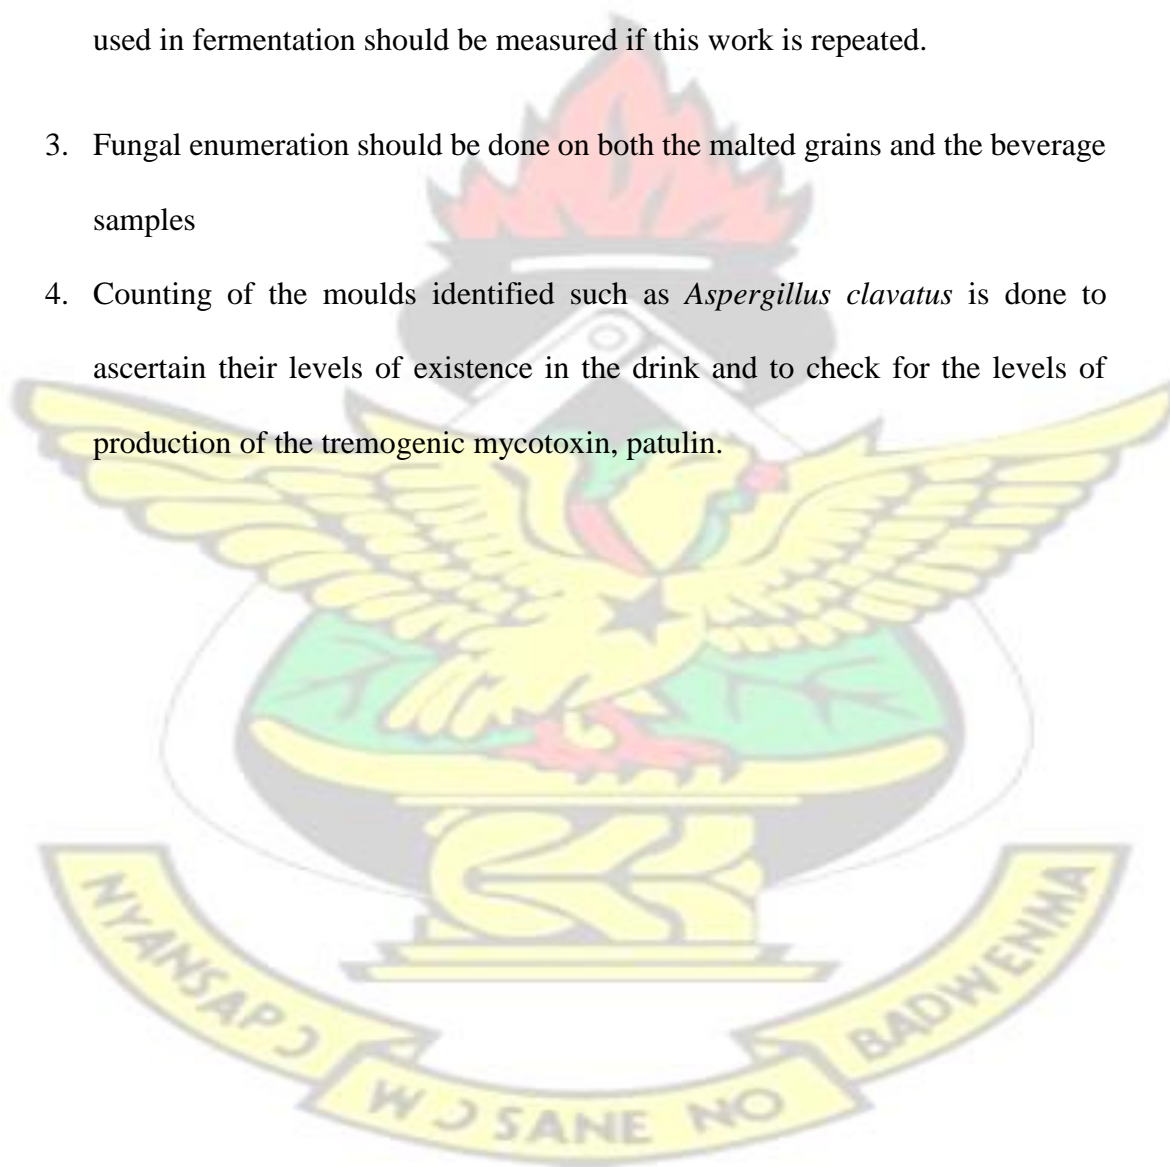 used in fermentation should be measured if this work is repeated.
3. Fungal enumeration should be done on both the malted grains and the beverage
samples
4. Counting of the moulds identified such as Aspergillus clavatus is done to
ascertain their levels of existence in the drink and to check for the levels of
production of the tremogenic mycotoxin, patulin.
NYANSAPƆ
WƆ SANE NO
BADWENMA